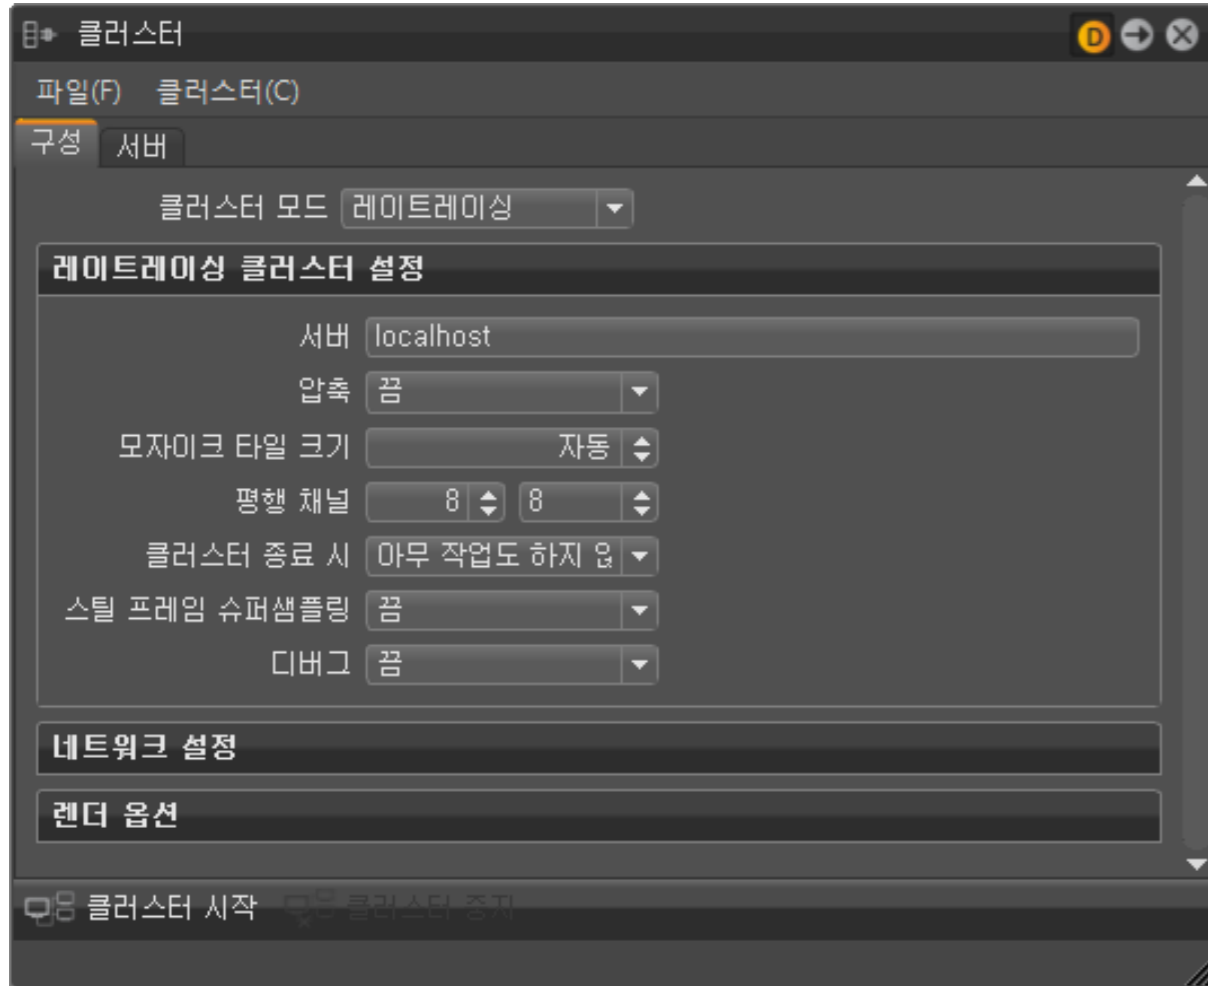 클러스터 D
파일(F) 클러스터(C)
구성 서버
클러스터 모드 레이트레이싱
레이트레이싱 클러스터 설정
서버 localhost
압축 끔
모자이크 타일 크기 자동
평행 채널 8 8
클러스터 종료 시 아무 작업도 하지 않
스틸 프레임 슈퍼샘플링 끔
디버그 끔
네트워크 설정
렌더 옵션
클러스터 시작 클러스터 중지